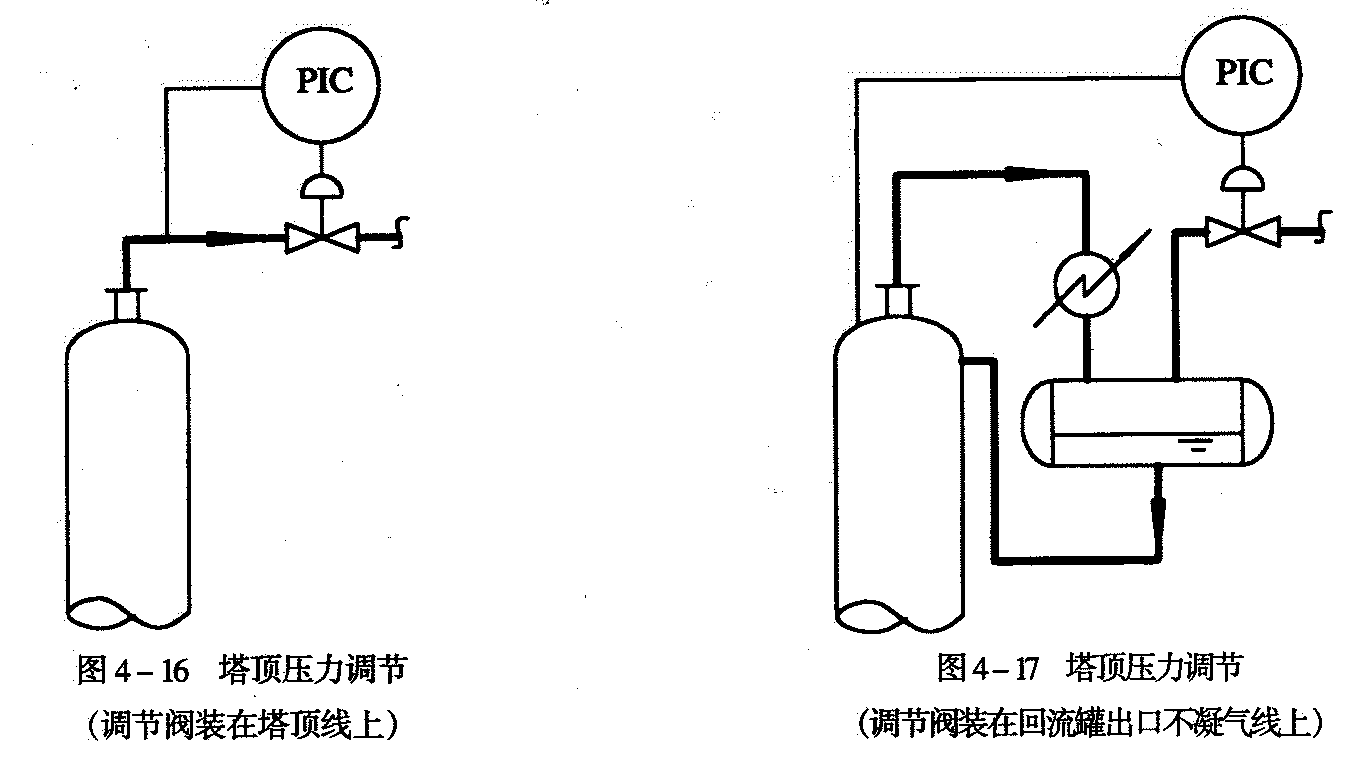 PIC
PIC
图4-16 塔顶压力调节
(调节阀装在塔顶线上)
图4-17 塔顶压力调节
(调节阀装在回流罐出口不凝气线上)